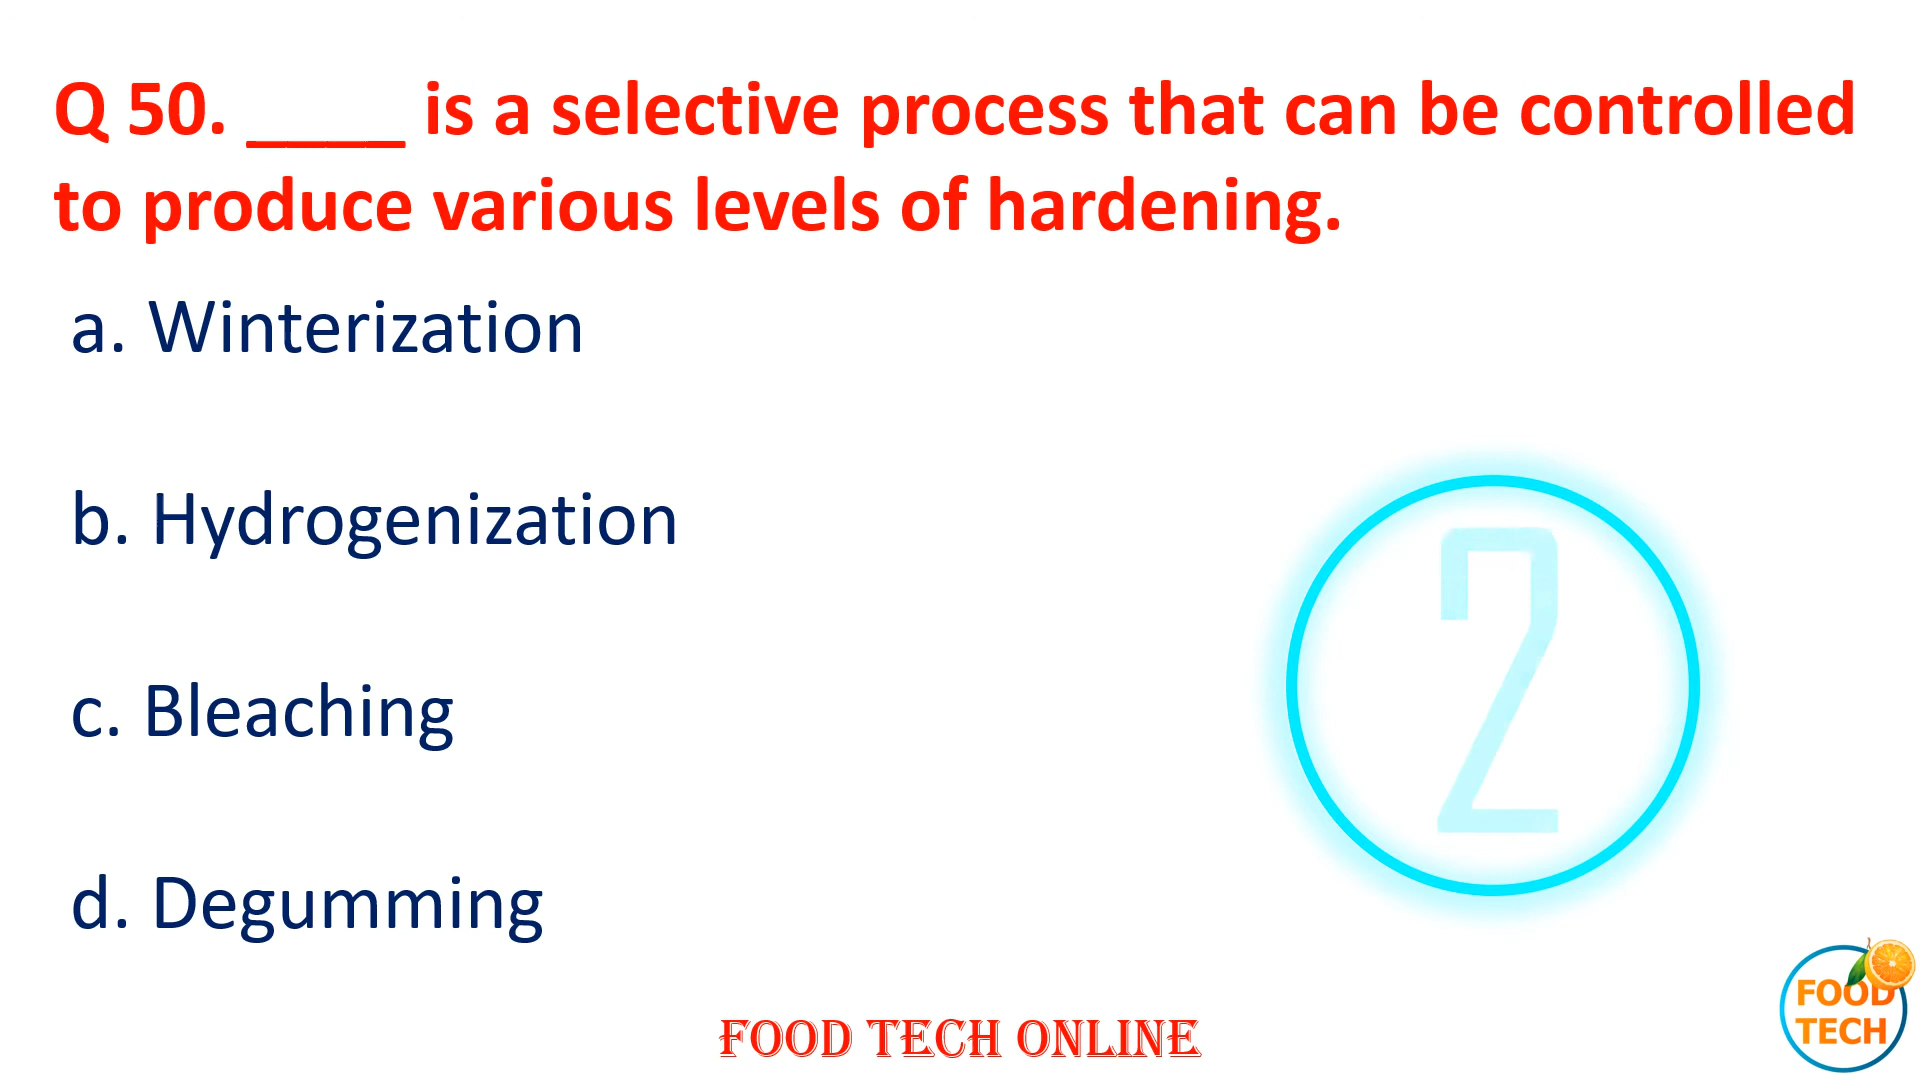 Q 50. ____ is a selective process that can be controlled
to produce various levels of hardening.
a. Winterization
b. Hydrogenization
c. Bleaching
d. Degumming
2
FOOD TECH ONLINE
FOOD
TECH